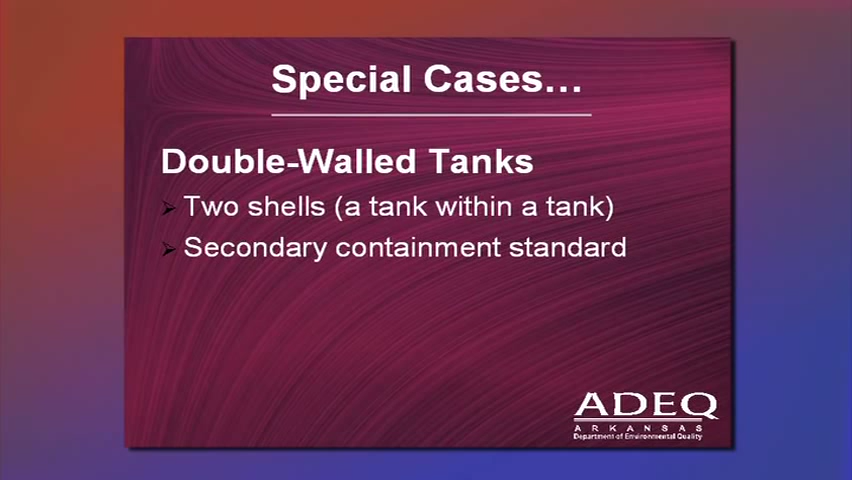 Special Cases…
Double-Walled Tanks
Two shells (a tank within a tank)
Secondary containment standard
ADEQ
ARKANSAS
Department of Environmental Quality